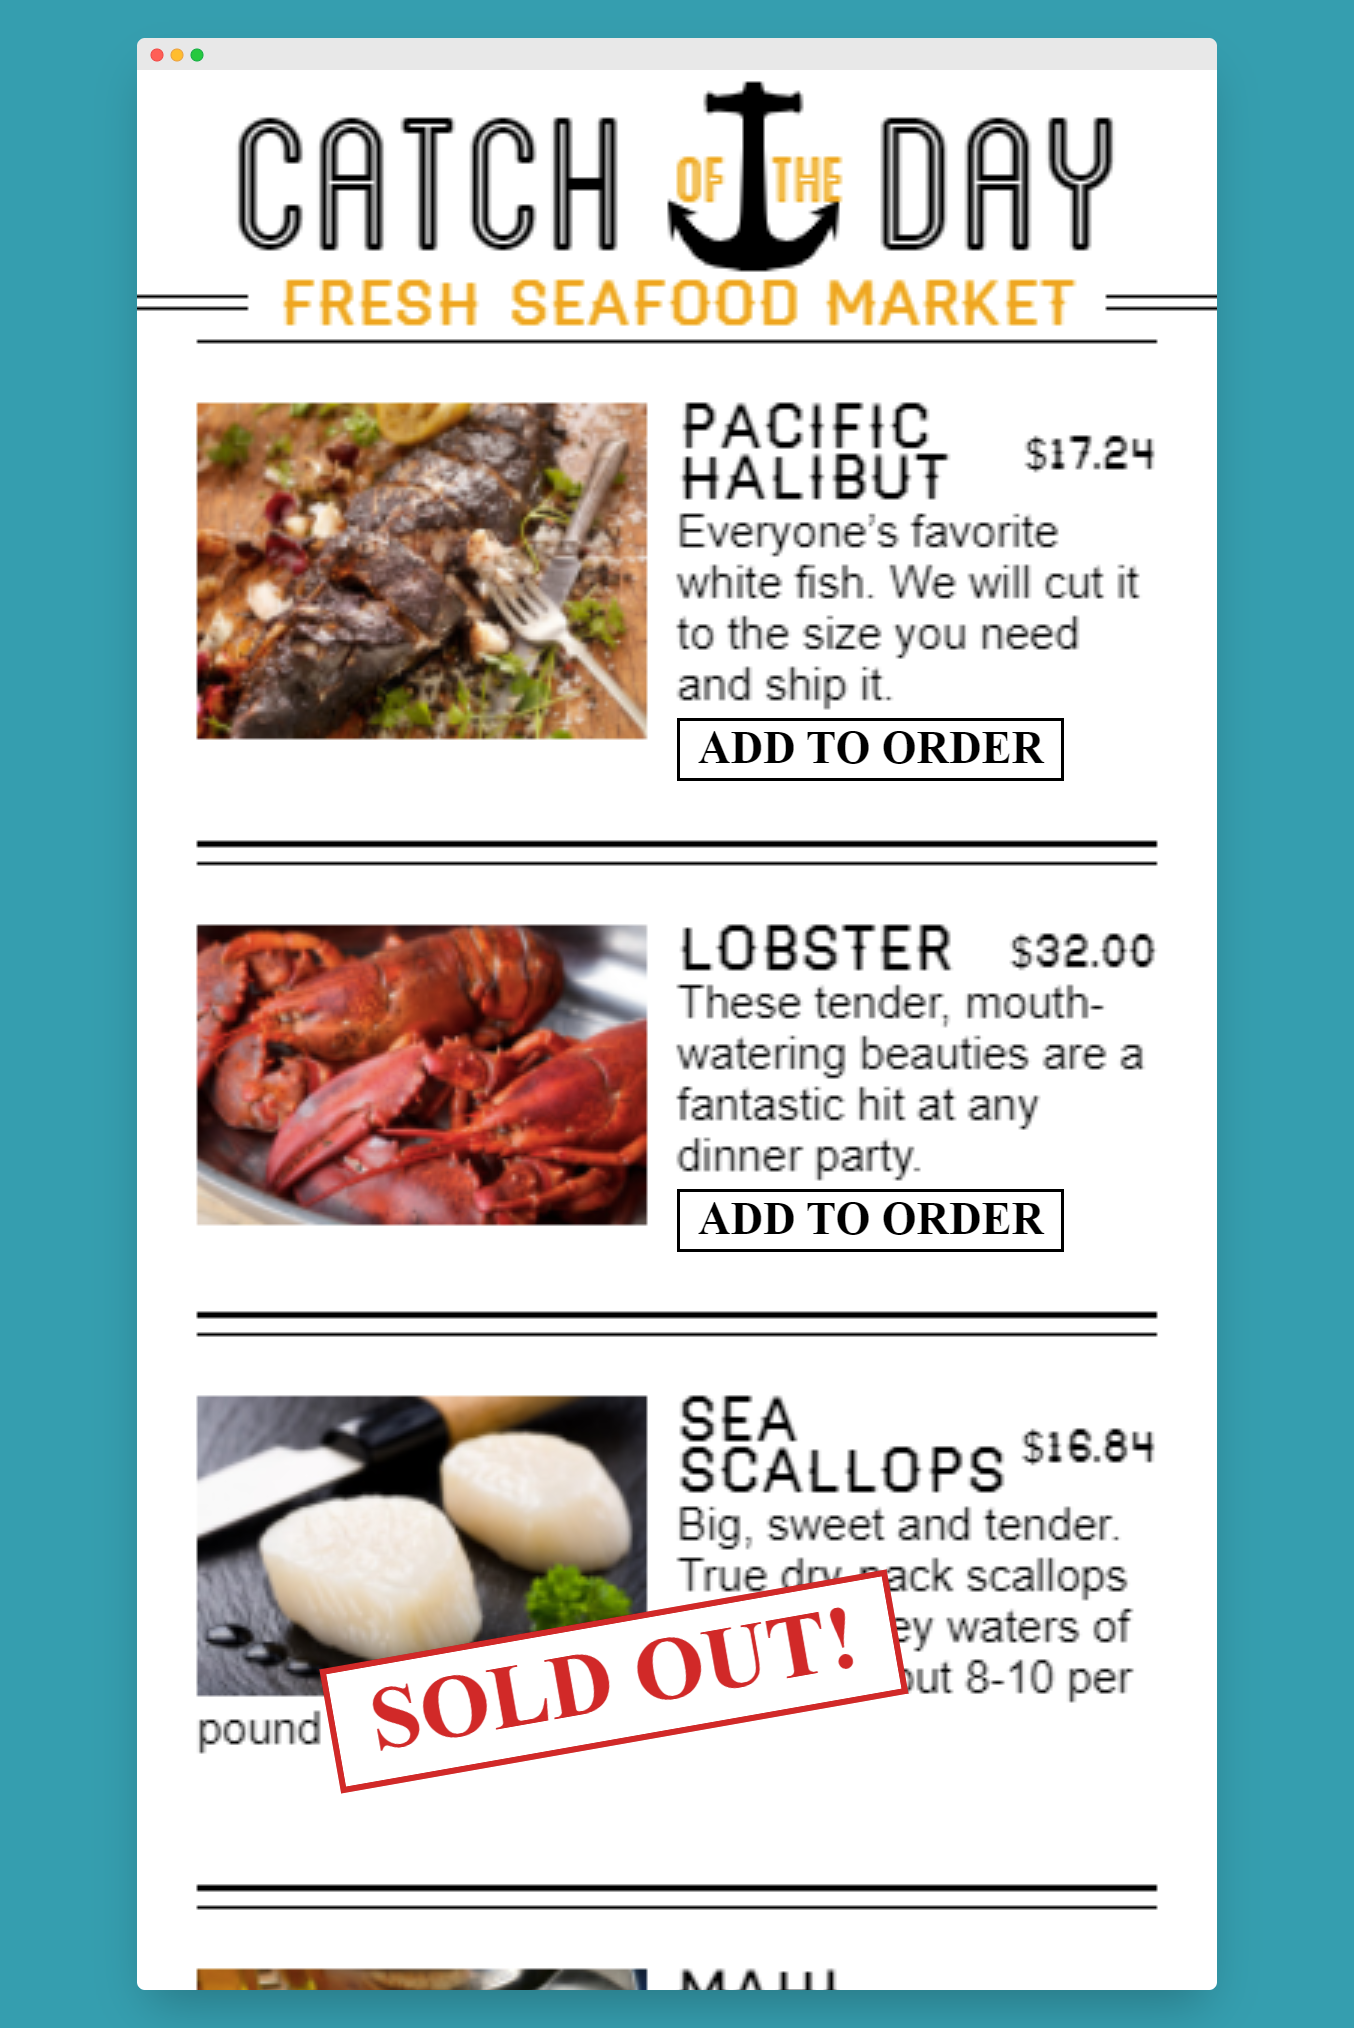 CATCH OF THE DAY
FRESH SEAFOOD MARKET
PACIFIC
HALIBUT
$17.24
Everyone’s favorite
white fish. We will cut it
to the size you need
and ship it.
ADD TO ORDER
LOBSTER $32.00
These tender, mouth-
watering beauties are a
fantastic hit at any
dinner party.
ADD TO ORDER
SEA
SCALLOPS
$16.84
Big, sweet and tender.
True dry-pack scallops
waters of
8-10 per
pound
SOLD OUT!